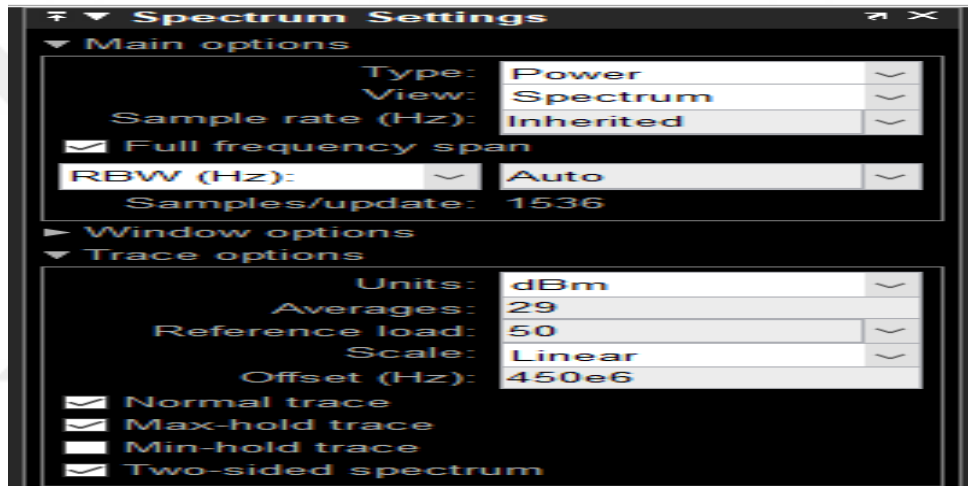 Spectrum Settings
Main options
Type: Power
View: Spectrum
Sample rate (Hz): Inherited
Full frequency span
RBW (Hz): Auto
Samples/update: 1536
Window options
Trace options
Units: dBm
Averages: 29
Reference load: 50
Scale: Linear
Offset (Hz): 450e6
Normal trace
Max-hold trace
Min-hold trace
Two-sided spectrum